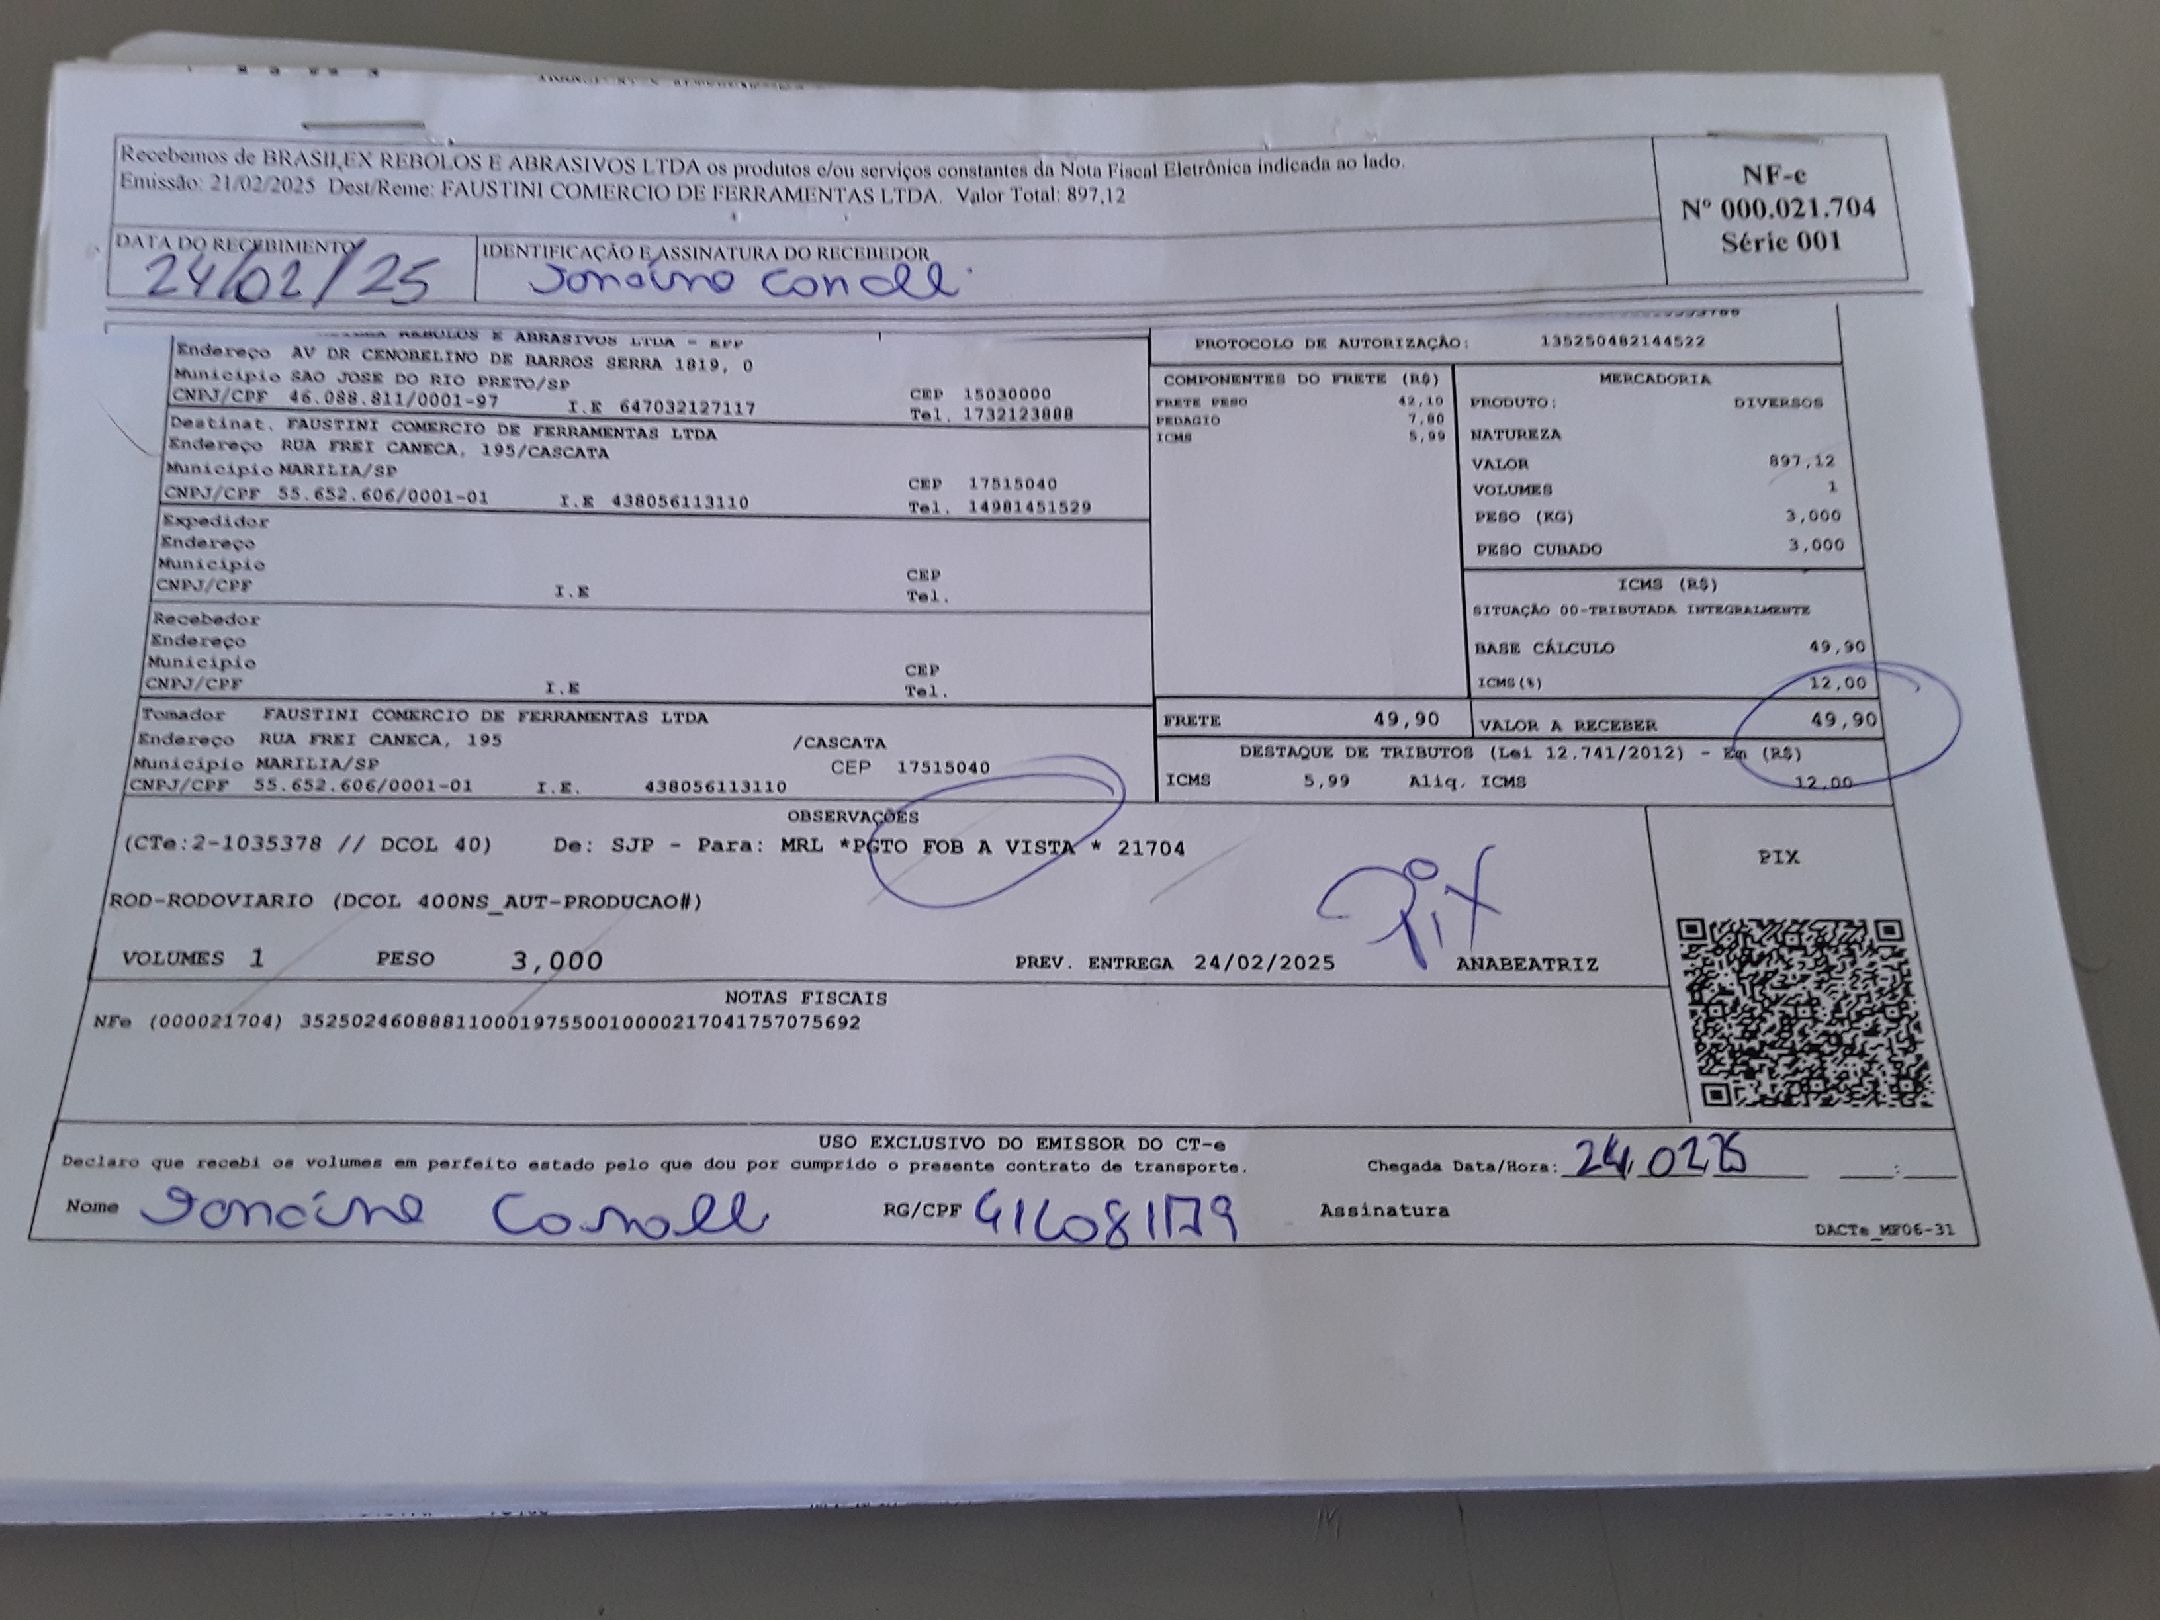 Recebemos de BRASILEX REBOLOS E ABRASIVOS LTDA os produtos e/ou serviços constantes da Nota Fiscal Eletrônica indicada ao lado.
Emissão: 21/02/2025 Dest/Reme: FAUSTINI COMERCIO DE FERRAMENTAS LTDA. Valor Total: 897,12
NF-e
Nº 000.021.704
Série 001
DATA DO RECEBIMENTO
24/02/25
IDENTIFICAÇÃO E ASSINATURA DO RECEBEDOR
REBOLOS E ABRASIVOS LTDA - EPP
Endereço AV DR CENOBELINO DE BARROS SERRA 1819, 0
Município SAO JOSE DO RIO PRETO/SP
CEP 15030000
CNPJ/CPF 46.088.811/0001-97 I.E 647032127117 Tel. 1732123888
Destinat. FAUSTINI COMERCIO DE FERRAMENTAS LTDA
Endereço RUA FREI CANECA, 195/CASCATA
Município MARILIA/SP
CEP 17515040
CNPJ/CPF 55.652.606/0001-01 I.E 438056113110 Tel. 14981451529
Expedidor
Endereço
Município
CEP
CNPJ/CPF I.E Tel.
Recebedor
Endereço
Município
CEP
CNPJ/CPF I.E Tel.
Tomador FAUSTINI COMERCIO DE FERRAMENTAS LTDA
Endereço RUA FREI CANECA, 195 /CASCATA
Município MARILIA/SP CEP 17515040
CNPJ/CPF 55.652.606/0001-01 I.E. 438056113110
PROTOCOLO DE AUTORIZAÇÃO: 135250482144522
COMPONENTES DO FRETE (R$)
FRETE PESO 42,10
PEDAGIO 7,80
ICMS 5,99
MERCADORIA
PRODUTO: DIVERSOS
NATUREZA
VALOR 897,12
VOLUMES 1
PESO (KG) 3,000
PESO CUBADO 3,000
ICMS (R$)
SITUAÇÃO 00-TRIBUTADA INTEGRALMENTE
BASE CÁLCULO 49,90
ICMS(%) 12,00
FRETE 49,90 VALOR A RECEBER 49,90
DESTAQUE DE TRIBUTOS (Lei 12.741/2012) - Em (R$)
ICMS 5,99 Aliq. ICMS 12,00
OBSERVAÇÕES
(CTe:2-1035378 // DCOL 40) De: SJP - Para: MRL *PGTO FOB A VISTA * 21704
Pix
ROD-RODOVIARIO (DCOL 400NS_AUT-PRODUCAO#)
VOLUMES 1 PESO 3,000 PREV. ENTREGA 24/02/2025 ANABEATRIZ
PIX
NOTAS FISCAIS
NFe (000021704) 35250246088811000197550010000217041757075692
USO EXCLUSIVO DO EMISSOR DO CT-e
Declaro que recebi os volumes em perfeito estado pelo que dou por cumprido o presente contrato de transporte.
Chegada Data/Hora: 24/02/25 :
Nome
RG/CPF
Assinatura
DACTe_MF06-31